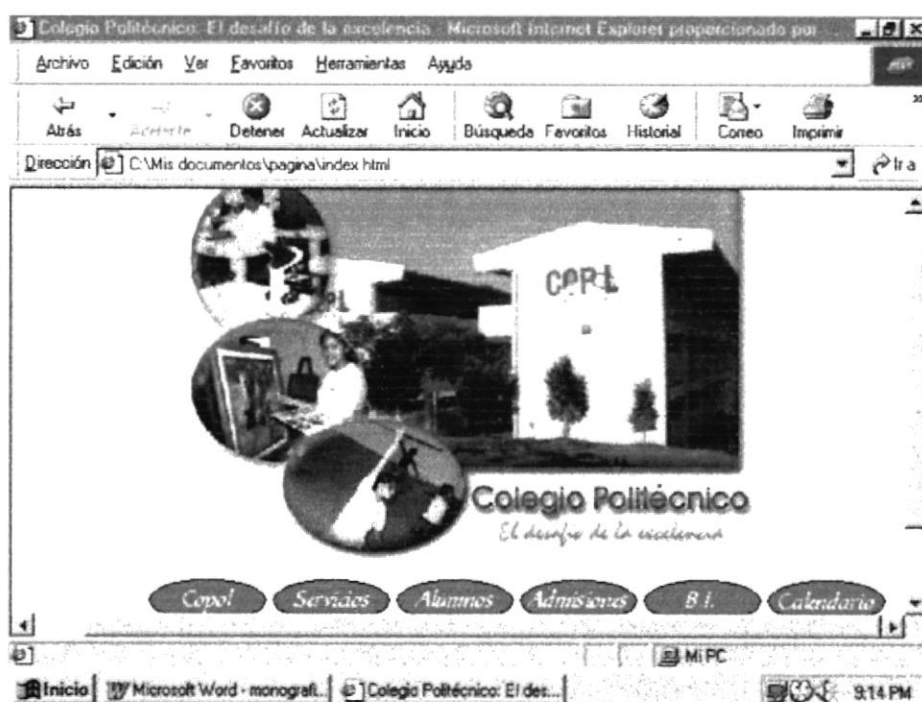 Colegio Politécnico: El desafío de la excelencia - Microsoft Internet Explorer proporcionado por
Archivo Edición Ver Favoritos Herramientas Ayuda
Atrás Adelante Detener Actualizar Inicio Búsqueda Favoritos Historial Correo Imprimir »
Dirección C:\Mis documentos\pagina\index.html Ir a
COPOL
Colegio Politécnico
El desafío de la excelencia
Copol Servicios Alumnos Admisiones B.I. Calendario
Mi PC
Inicio Microsoft Word - monografi... Colegio Politécnico: El des... 9:14 PM